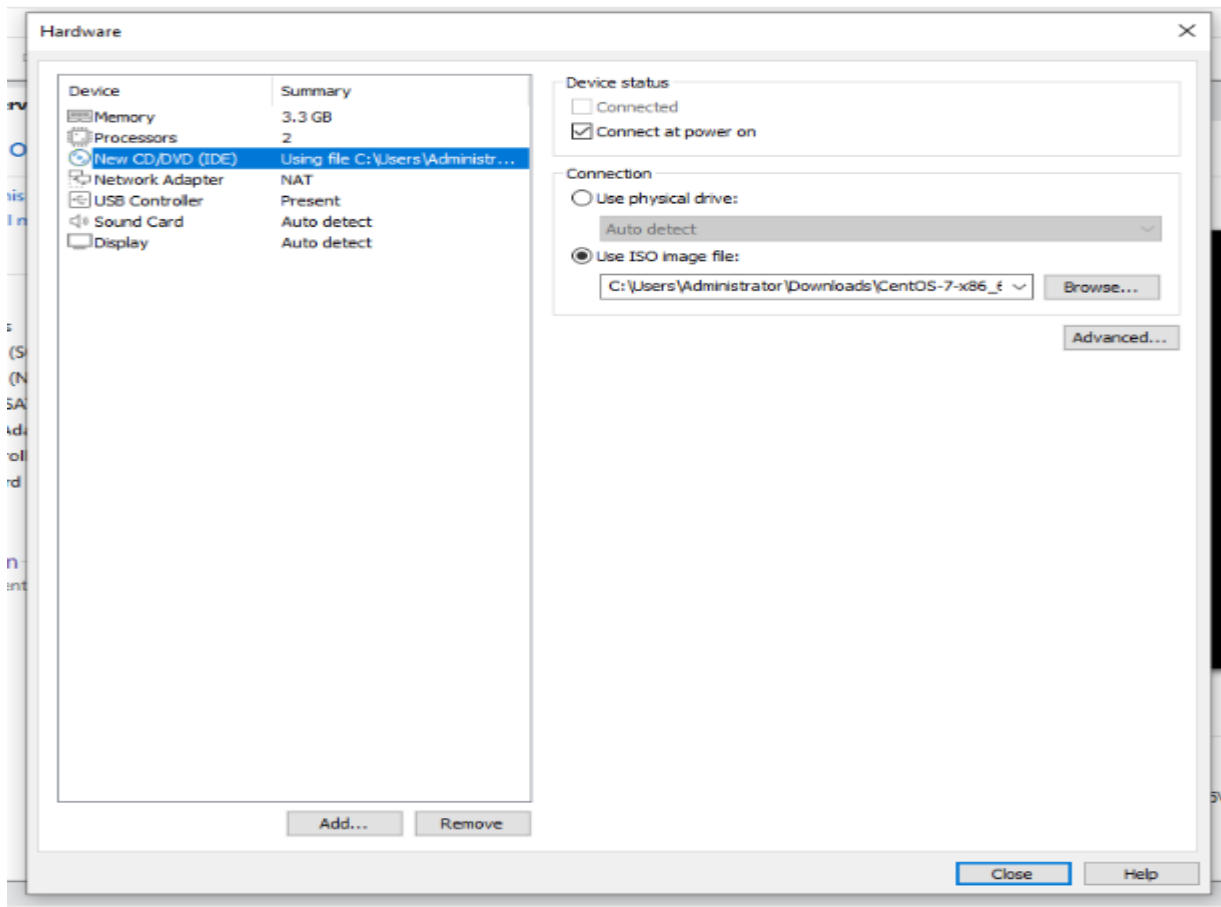 Hardware
Device Summary
Memory 3.3 GB
Processors 2
New CD/DVD (IDE) Using file C:\Users\Administr...
Network Adapter NAT
USB Controller Present
Sound Card Auto detect
Display Auto detect
Add... Remove
Device status
Connected
Connect at power on
Connection
Use physical drive:
Auto detect
Use ISO image file:
C:\Users\Administrator\Downloads\CentOS-7-x86_6
Browse...
Advanced...
Close Help